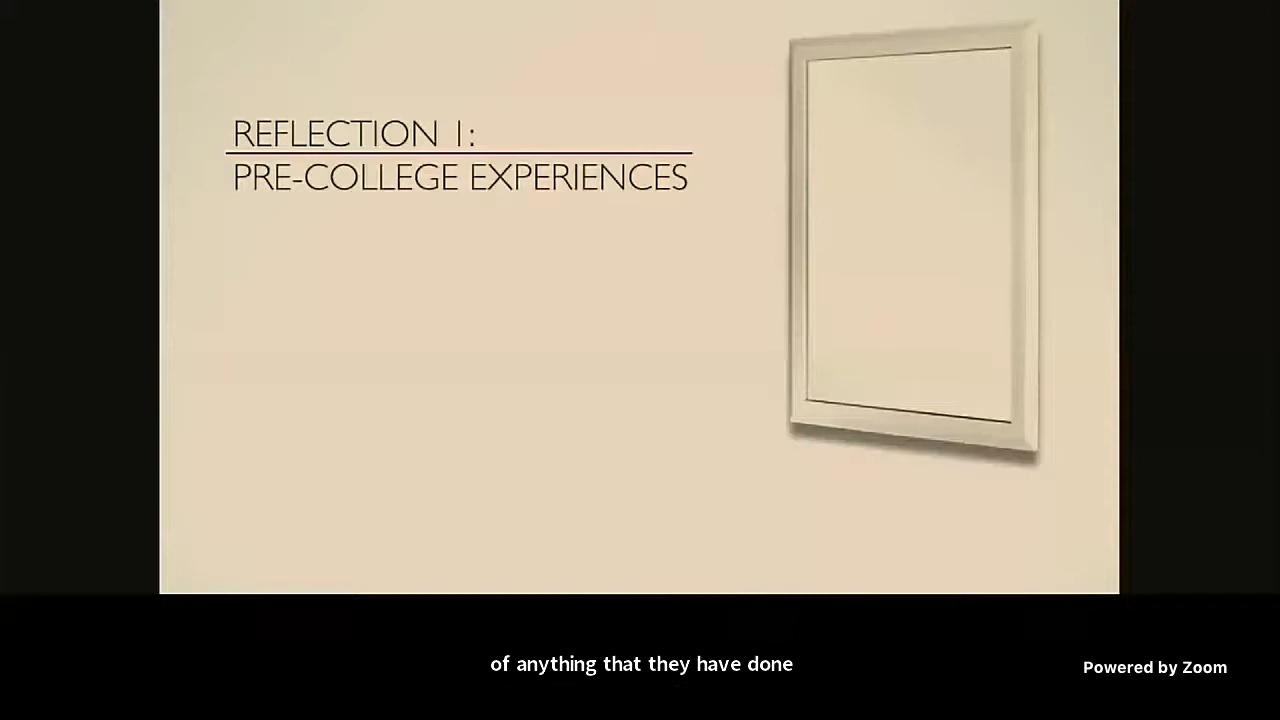 REFLECTION 1:
PRE-COLLEGE EXPERIENCES
of anything that they have done
Powered by Zoom